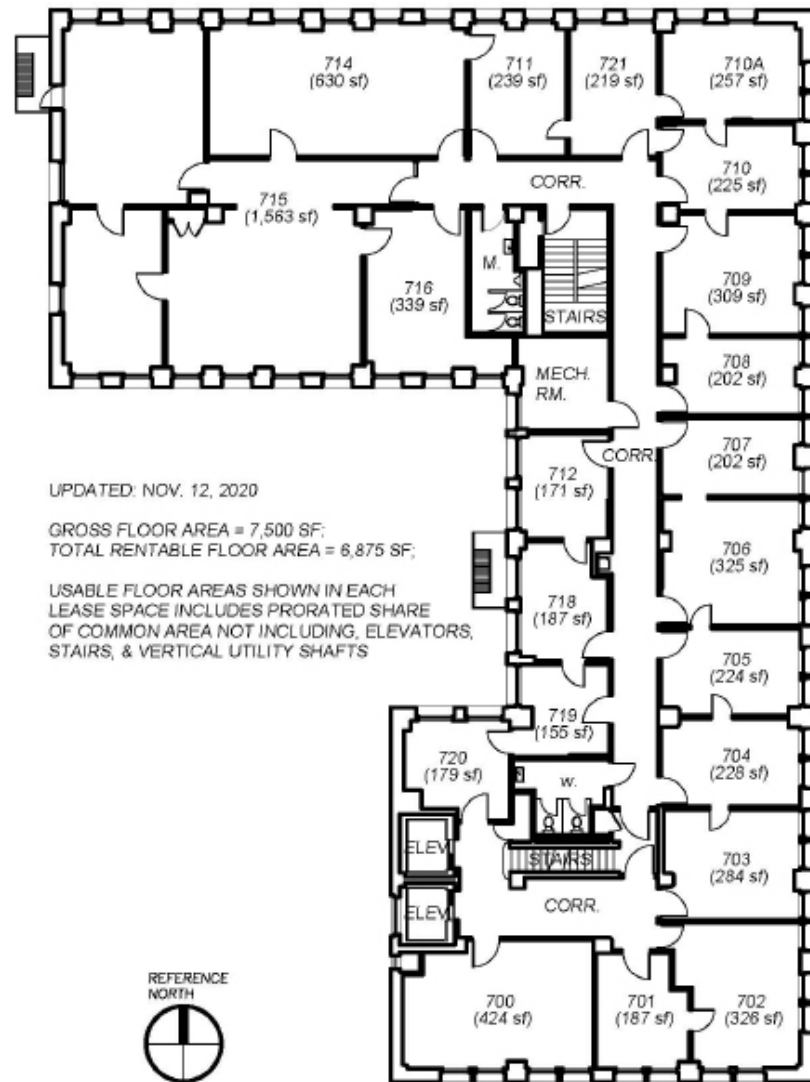 714
(630 sf)
711
(239 sf)
721
(219 sf)
710A
(257 sf)
CORR.
710
(225 sf)
715
(1,563 sf)
716
(339 sf)
M.
STAIRS
709
(309 sf)
708
(202 sf)
MECH.
RM.
CORR.
707
(202 sf)
712
(171 sf)
706
(325 sf)
718
(187 sf)
705
(224 sf)
719
(155 sf)
704
(228 sf)
720
(179 sf)
w.
ELEV.
STAIRS
703
(284 sf)
ELEV.
CORR.
700
(424 sf)
701
(187 sf)
702
(326 sf)
UPDATED: NOV. 12, 2020
GROSS FLOOR AREA = 7,500 SF;
TOTAL RENTABLE FLOOR AREA = 6,875 SF;
USABLE FLOOR AREAS SHOWN IN EACH
LEASE SPACE INCLUDES PRORATED SHARE
OF COMMON AREA NOT INCLUDING, ELEVATORS,
STAIRS, & VERTICAL UTILITY SHAFTS
REFERENCE
NORTH